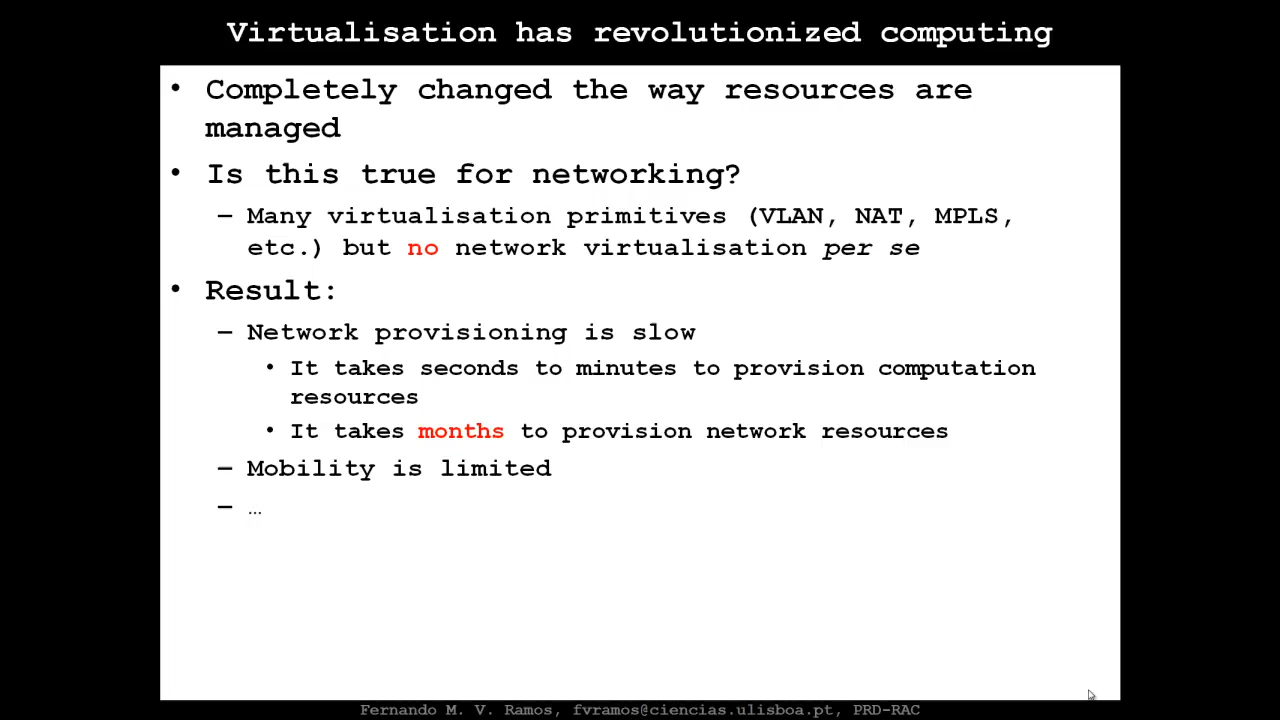 Virtualisation has revolutionized computing
• Completely changed the way resources are
managed
• Is this true for networking?
– Many virtualisation primitives (VLAN, NAT, MPLS,
etc.) but no network virtualisation per se
• Result:
– Network provisioning is slow
• It takes seconds to minutes to provision computation
resources
• It takes months to provision network resources
– Mobility is limited
– …
Fernando M. V. Ramos, fvramos@ciencias.ulisboa.pt, PRD-RAC